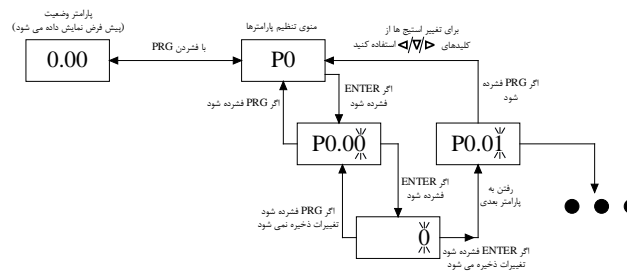 پارامتر وضعیت
(پیش فرض نمایش داده می شود)
0.00
با فشردن PRG
منوی تنظیم پارامترها
P0
برای تغییر استیج ها از
کلیدهای ⊲/∇/⊳ استفاده کنید
اگر PRG فشرده شود
اگر ENTER
فشرده شود
اگر PRG فشرده
شود
P0.00
P0.01
اگر PRG فشرده شود
تغییرات ذخیره نمی شود
اگر ENTER
فشرده شود
رفتن به
پارامتر بعدی
0
اگر ENTER فشرده شود
تغییرات ذخیره می شود